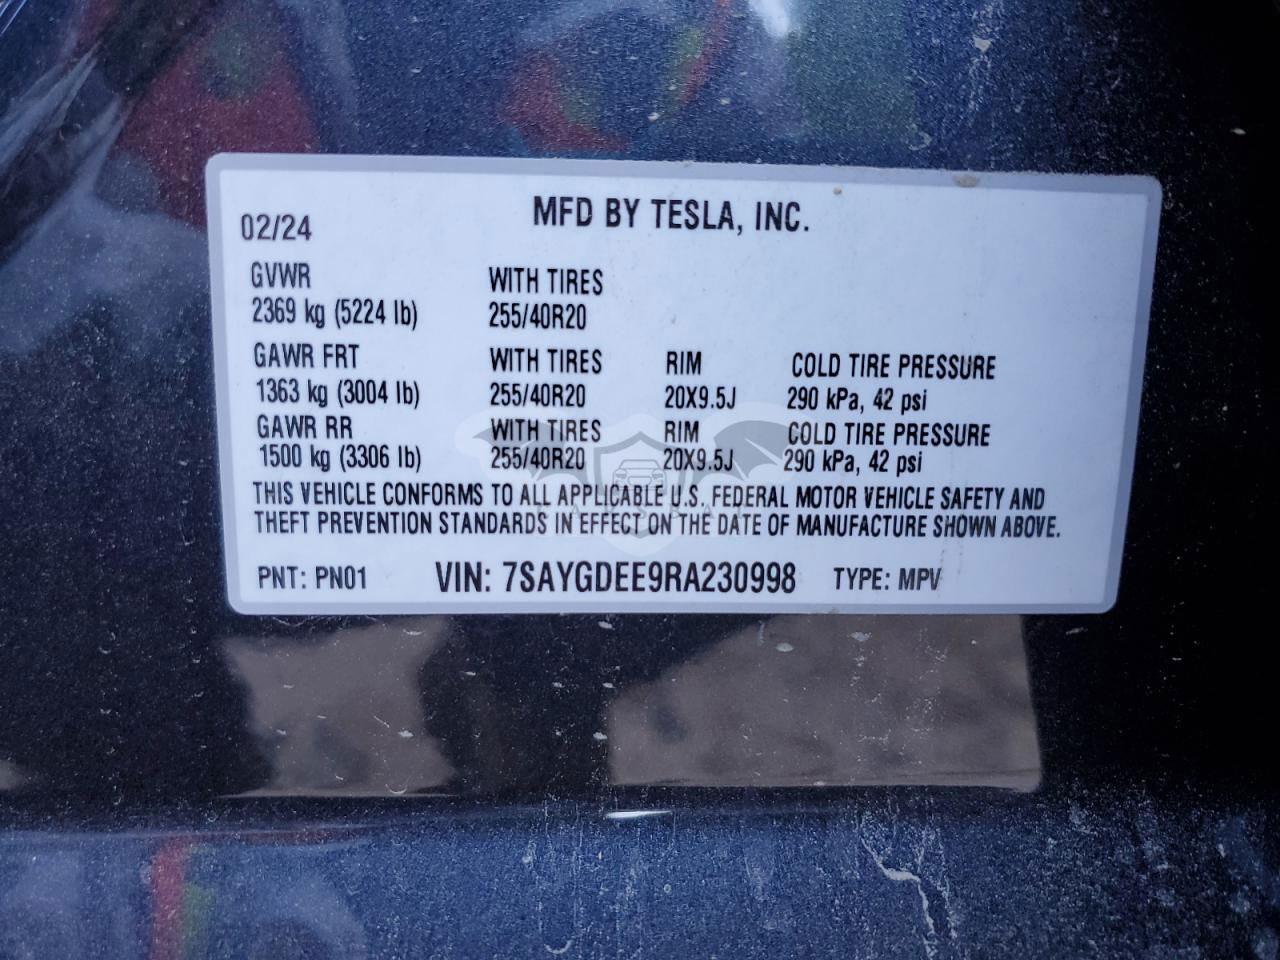 MFD BY TESLA, INC.
02/24
GVWR WITH TIRES
2369 kg (5224 lb) 255/40R20
GAWR FRT WITH TIRES RIM COLD TIRE PRESSURE
1363 kg (3004 lb) 255/40R20 20X9.5J 290 kPa, 42 psi
GAWR RR WITH TIRES RIM COLD TIRE PRESSURE
1500 kg (3306 lb) 255/40R20 20X9.5J 290 kPa, 42 psi
THIS VEHICLE CONFORMS TO ALL APPLICABLE U.S. FEDERAL MOTOR VEHICLE SAFETY AND
THEFT PREVENTION STANDARDS IN EFFECT ON THE DATE OF MANUFACTURE SHOWN ABOVE.
PNT: PN01 VIN: 7SAYGDEE9RA230998 TYPE: MPV